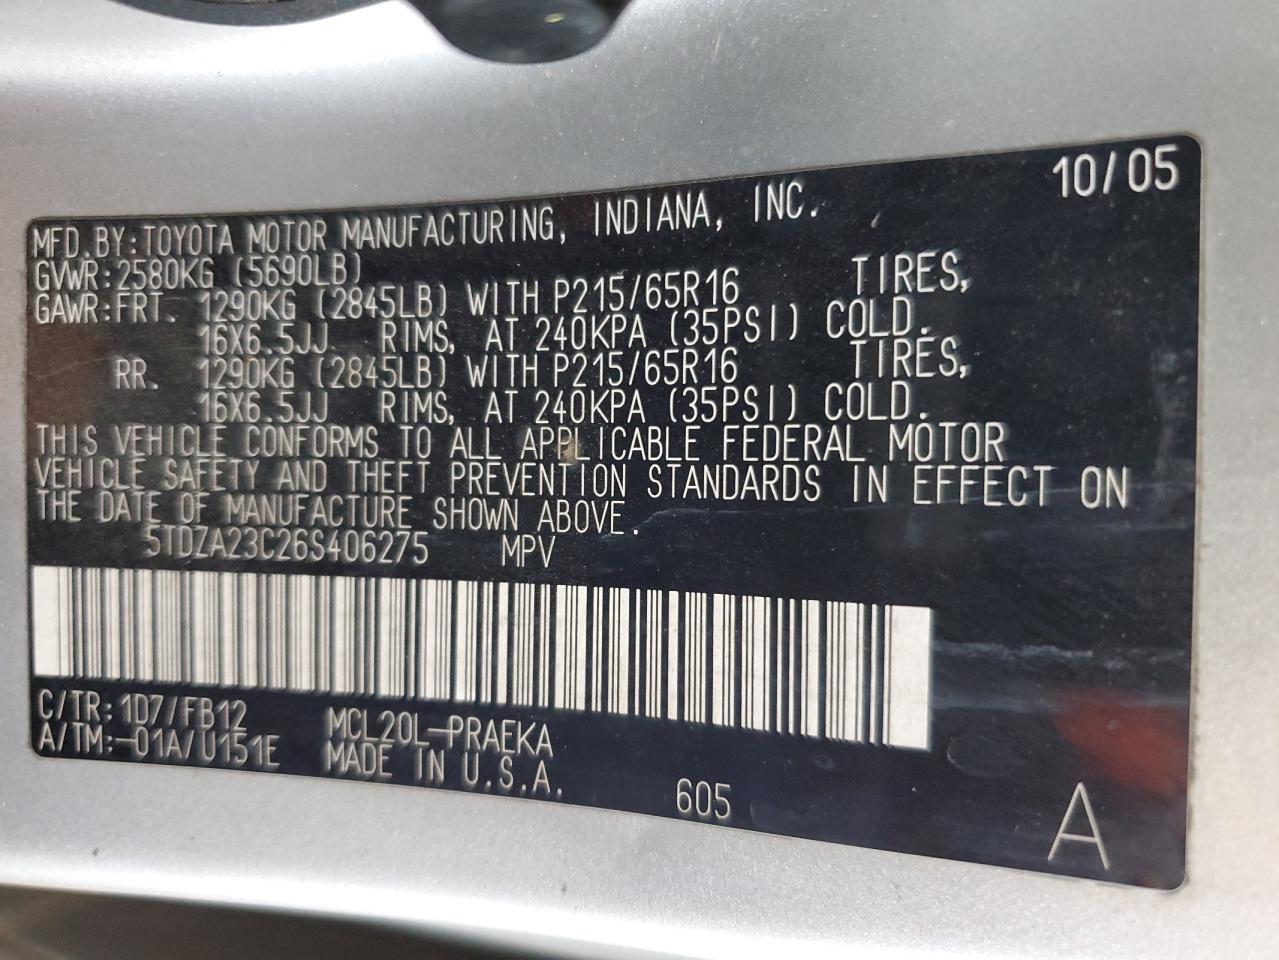 10/05
MFD.BY:TOYOTA MOTOR MANUFACTURING, INDIANA, INC.
GVWR:2580KG (5690LB)
GAWR:FRT. 1290KG (2845LB) WITH P215/65R16 TIRES,
16X6.5JJ RIMS, AT 240KPA (35PSI) COLD.
RR. 1290KG (2845LB) WITH P215/65R16 TIRES,
16X6.5JJ RIMS, AT 240KPA (35PSI) COLD.
THIS VEHICLE CONFORMS TO ALL APPLICABLE FEDERAL MOTOR
VEHICLE SAFETY AND THEFT PREVENTION STANDARDS IN EFFECT ON
THE DATE OF MANUFACTURE SHOWN ABOVE.
5TDZA23C26S406275 MPV
C/TR:1D7/FB12 MCL20L-PRAEKA
A/TM:-01A/U151E MADE IN U.S.A.
605
A